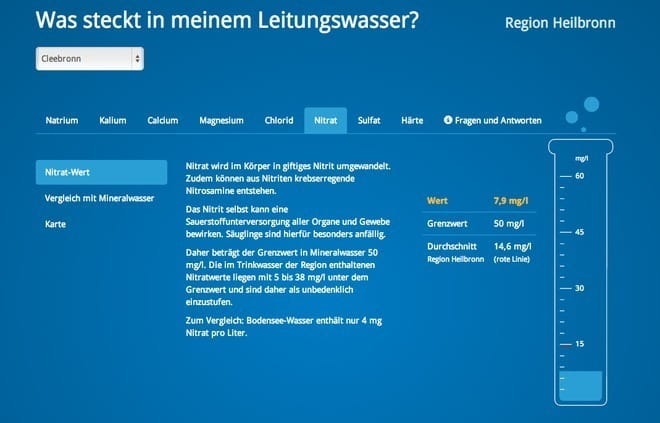 Was steckt in meinem Leitungswasser?
Region Heilbronn
Cleebronn
Natrium Kalium Calcium Magnesium Chlorid Nitrat Sulfat Härte Fragen und Antworten
Nitrat-Wert
Vergleich mit Mineralwasser
Karte
Nitrat wird im Körper in giftiges Nitrit umgewandelt.
Zudem können aus Nitriten krebserregende
Nitrosamine entstehen.
Das Nitrit selbst kann eine
Sauerstoffunterversorgung aller Organe und Gewebe
bewirken. Säuglinge sind hierfür besonders anfällig.
Daher beträgt der Grenzwert in Mineralwasser 50
mg/l. Die im Trinkwasser der Region enthaltenen
Nitratwerte liegen mit 5 bis 38 mg/l unter dem
Grenzwert und sind daher als unbedenklich
einzustufen.
Zum Vergleich: Bodensee-Wasser enthält nur 4 mg
Nitrat pro Liter.
Wert 7,9 mg/l
Grenzwert 50 mg/l
Durchschnitt 14,6 mg/l
Region Heilbronn (rote Linie)
mg/l
60
45
30
15